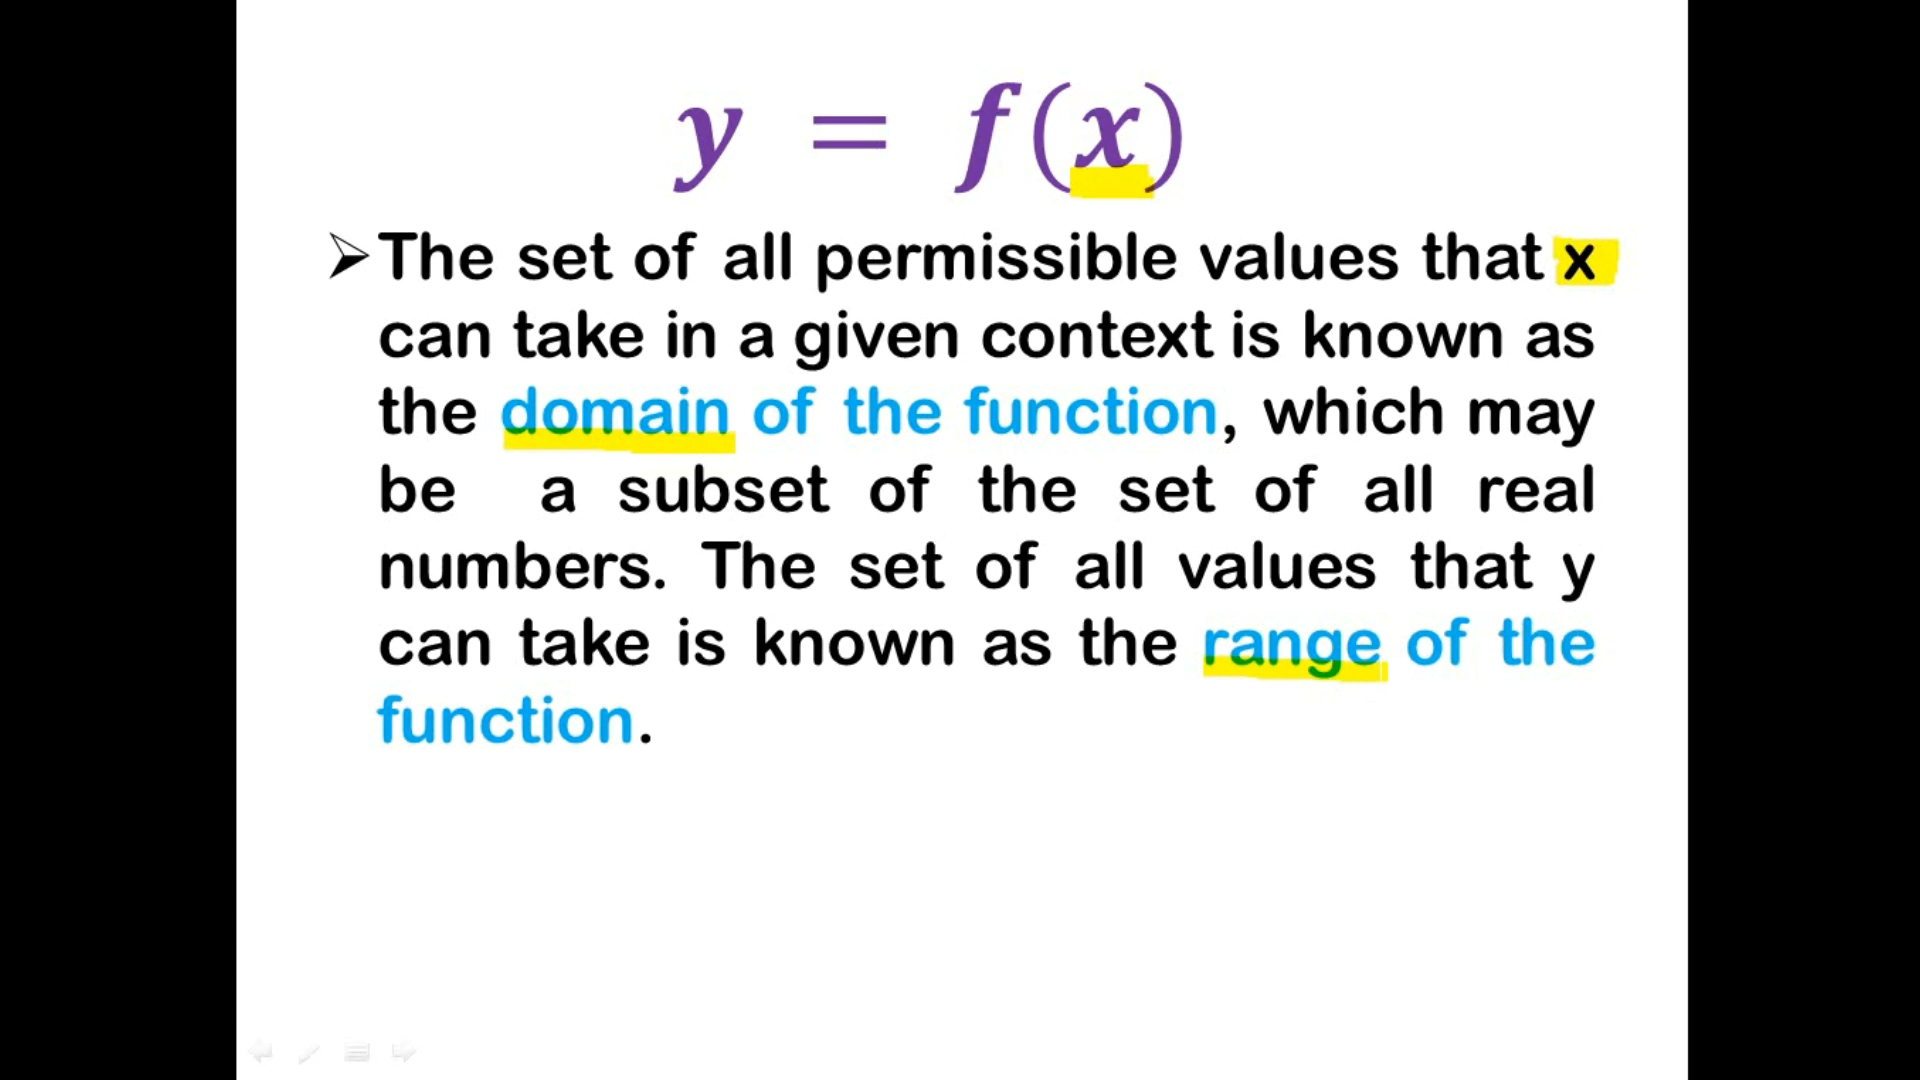 y = f(x)
➢The set of all permissible values that x
can take in a given context is known as
the domain of the function, which may
be a subset of the set of all real
numbers. The set of all values that y
can take is known as the range of the
function.